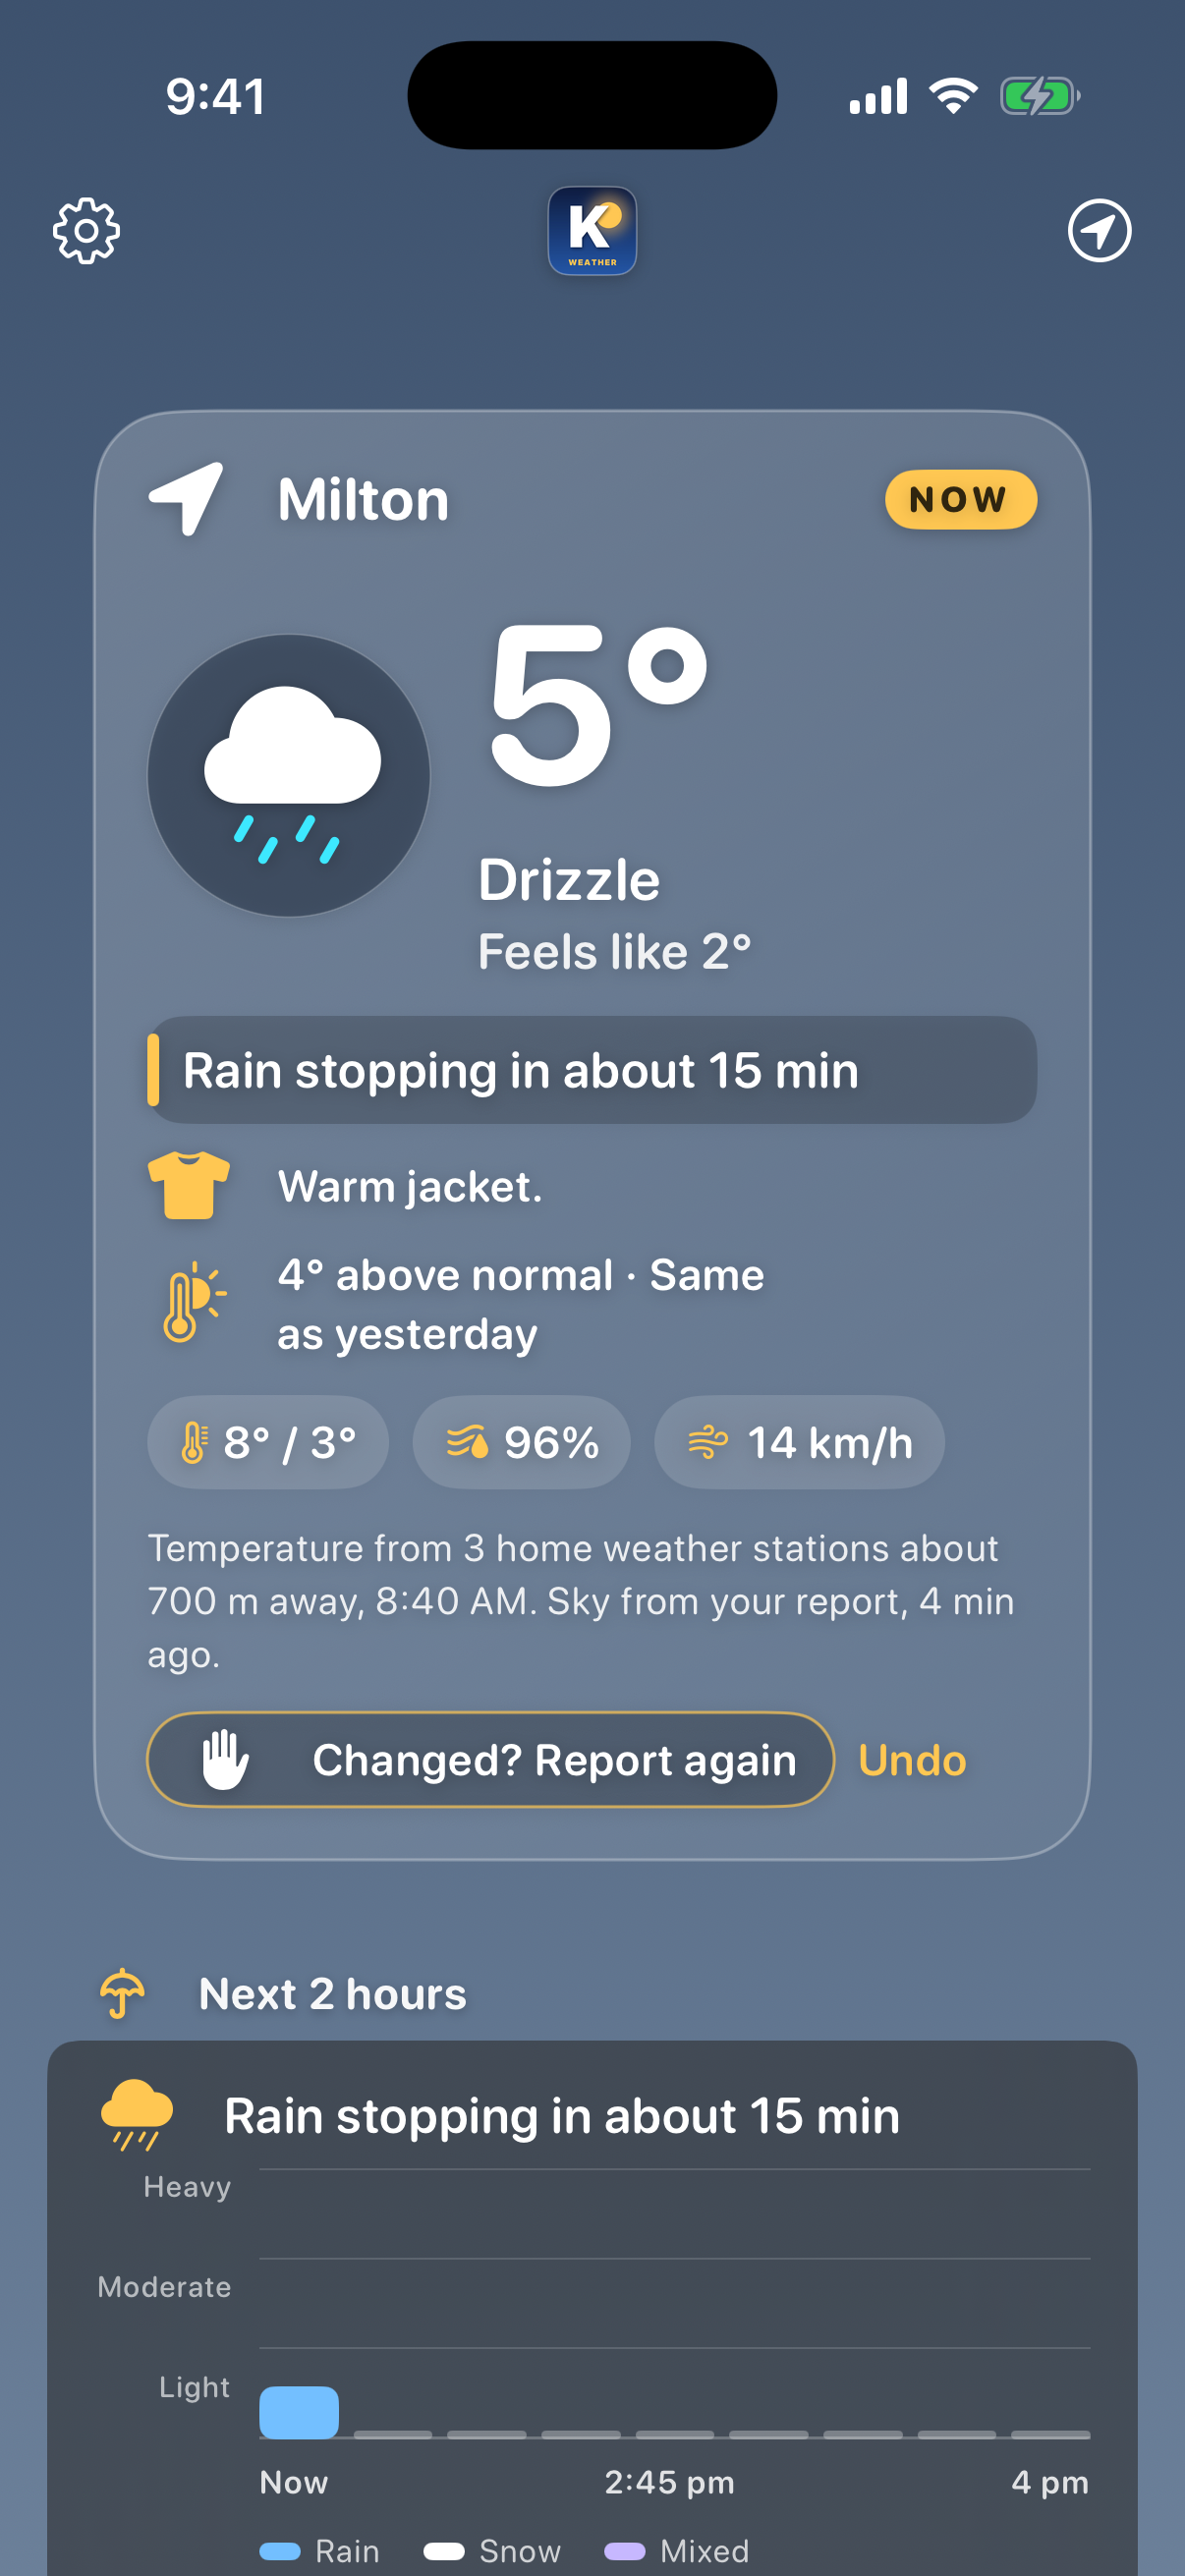 9:41
K
WEATHER
Milton
NOW
5°
Drizzle
Feels like 2°
Rain stopping in about 15 min
Warm jacket.
4° above normal · Same
as yesterday
8° / 3°
96%
14 km/h
Temperature from 3 home weather stations about
700 m away, 8:40 AM. Sky from your report, 4 min
ago.
Changed? Report again
Undo
Next 2 hours
Rain stopping in about 15 min
Heavy
Moderate
Light
Now
2:45 pm
4 pm
Rain
Snow
Mixed